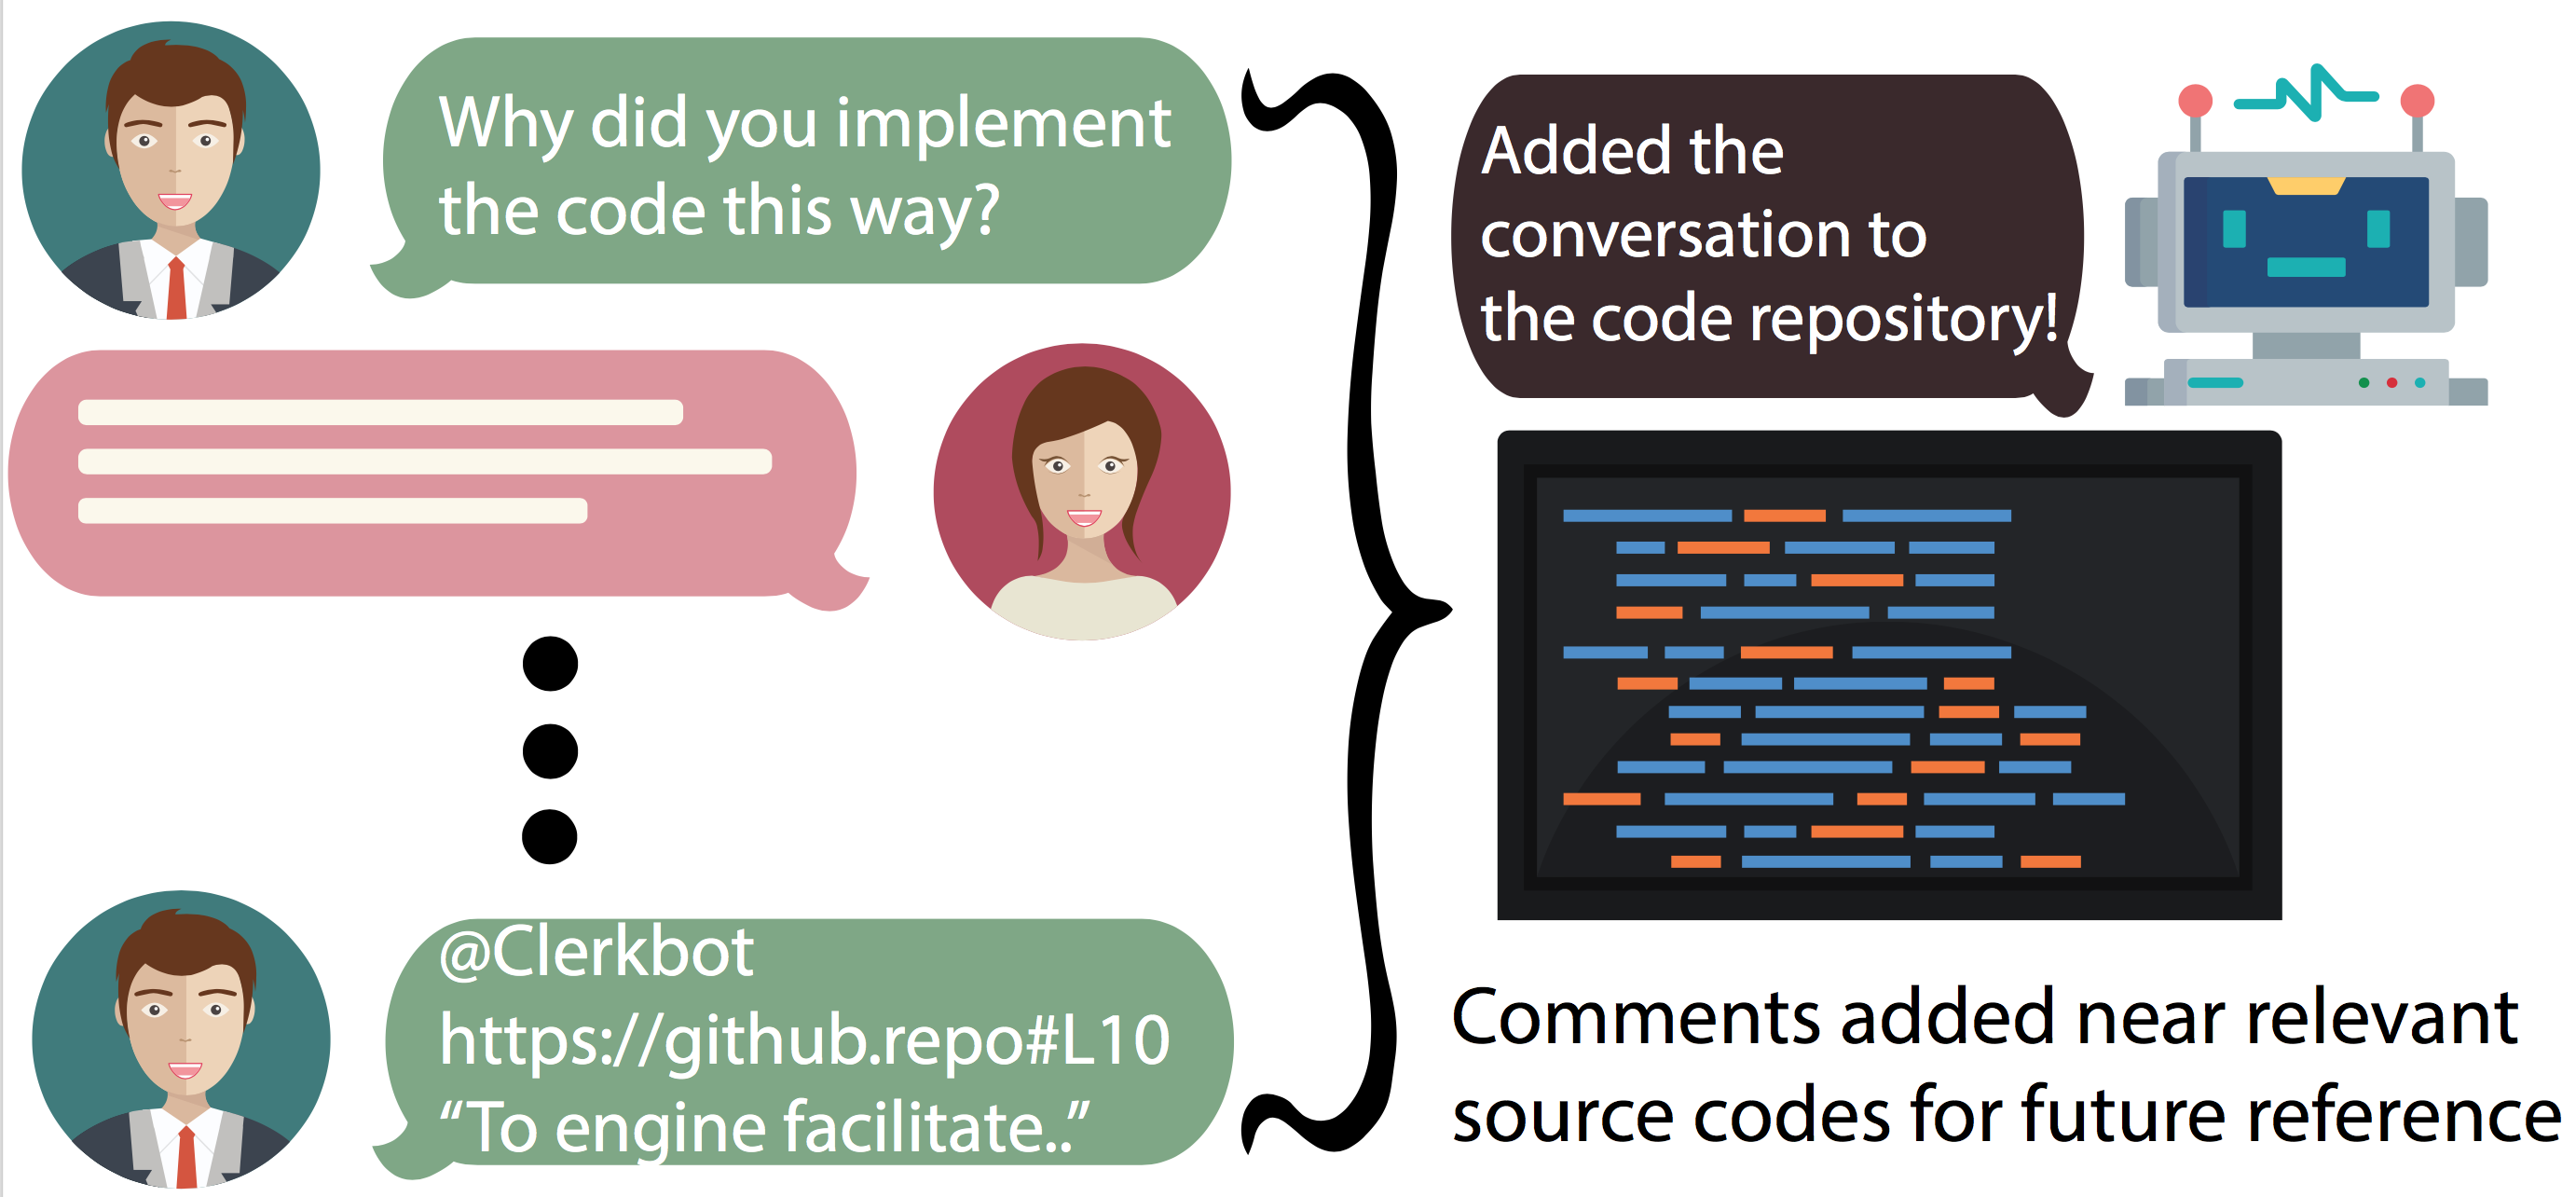 Why did you implement
the code this way?
@Clerkbot
https://github.repo#L10
“To engine facilitate..”
Added the
conversation to
the code repository!
Comments added near relevant
source codes for future reference